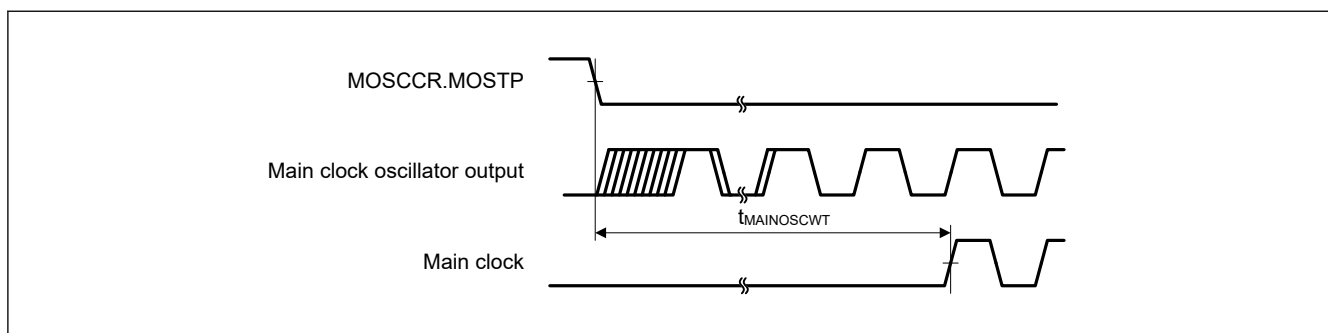 MOSCCR.MOSTP
Main clock oscillator output
tMAINOSCWT
Main clock